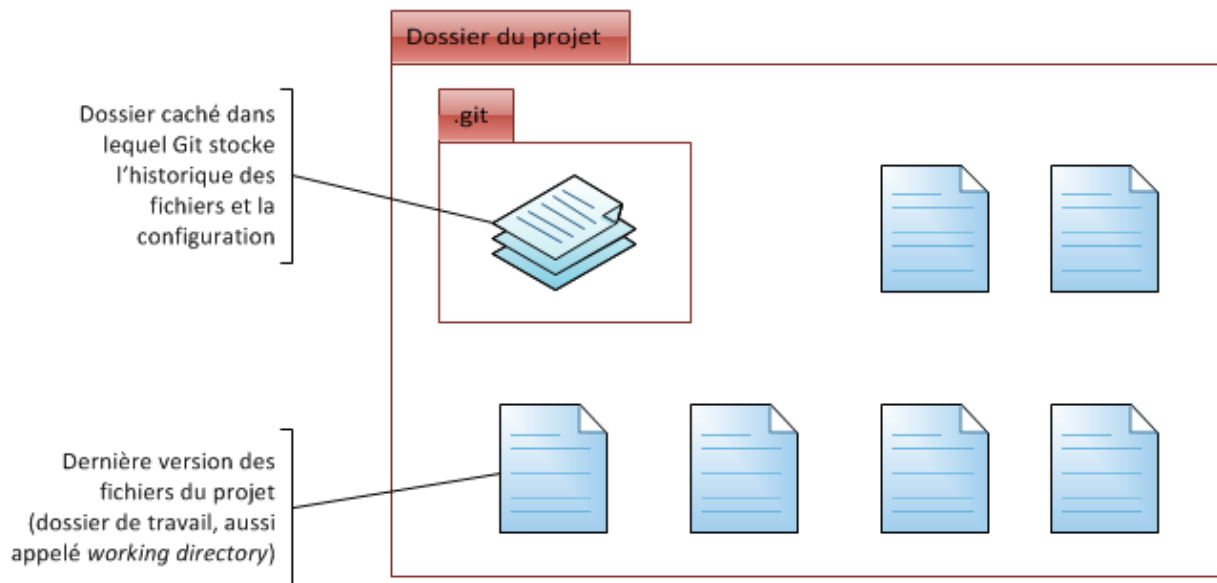 Dossier du projet
.git
Dossier caché dans
lequel Git stocke
l'historique des
fichiers et la
configuration
Dernière version des
fichiers du projet
(dossier de travail, aussi
appelé working directory)